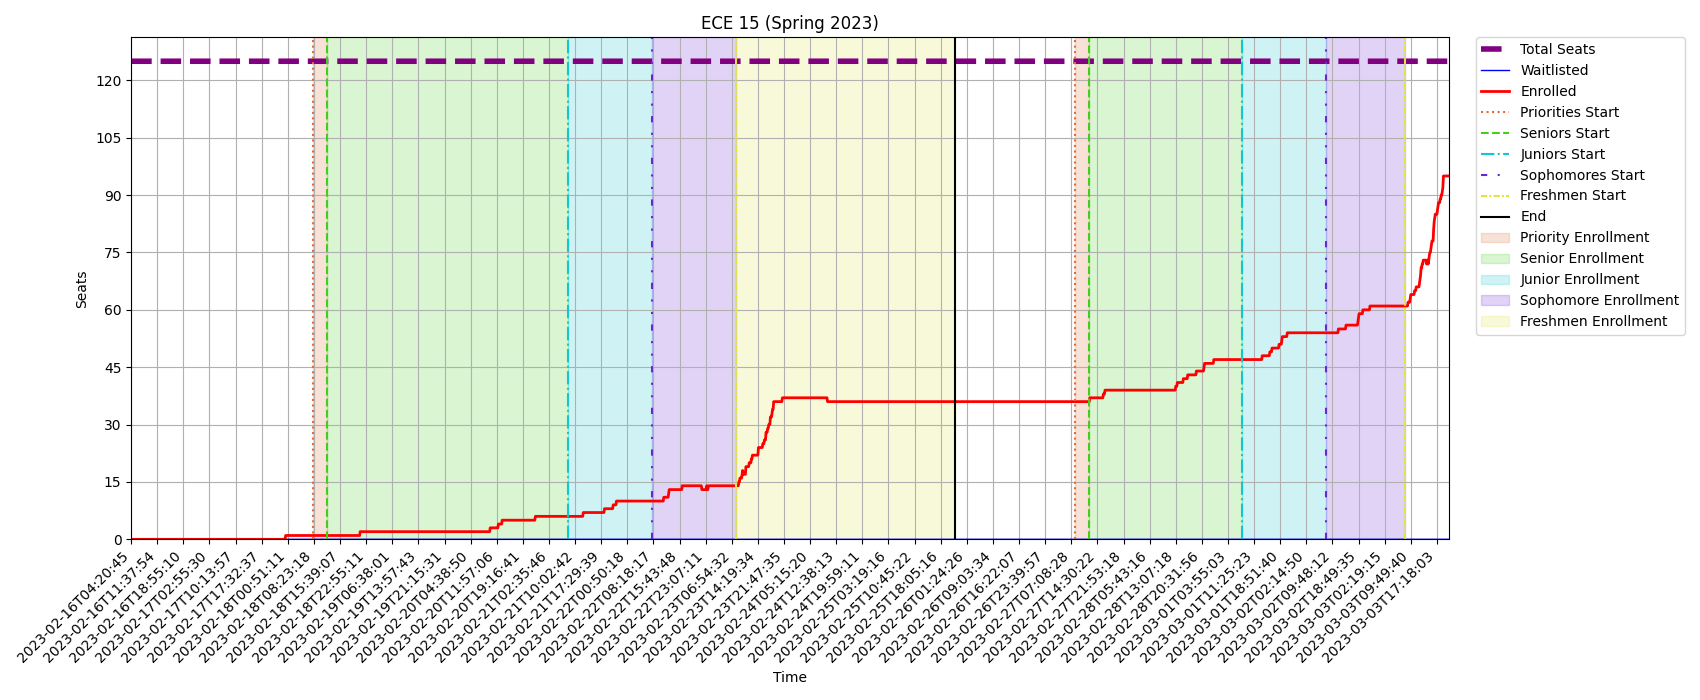 ECE 15 (Spring 2023)
Seats
120
105
90
75
60
45
30
15
0
2023-02-16T04:20:45
2023-02-16T11:37:54
2023-02-16T18:55:10
2023-02-17T02:55:30
2023-02-17T10:13:57
2023-02-17T17:32:37
2023-02-18T00:51:11
2023-02-18T08:23:18
2023-02-18T15:39:07
2023-02-18T22:55:11
2023-02-19T06:38:01
2023-02-19T13:57:43
2023-02-19T21:15:31
2023-02-20T04:38:50
2023-02-20T11:57:06
2023-02-20T19:16:41
2023-02-21T02:35:46
2023-02-21T10:02:42
2023-02-21T17:29:39
2023-02-22T00:50:18
2023-02-22T08:18:17
2023-02-22T15:43:48
2023-02-22T23:07:11
2023-02-23T06:54:32
2023-02-23T14:19:34
2023-02-23T21:47:35
2023-02-24T05:15:20
2023-02-24T12:38:13
2023-02-24T19:59:11
2023-02-25T03:19:16
2023-02-25T10:45:22
2023-02-25T18:05:16
2023-02-26T01:24:26
2023-02-26T09:03:34
2023-02-26T16:22:07
2023-02-26T23:39:57
2023-02-27T07:08:28
2023-02-27T14:30:22
2023-02-27T21:53:18
2023-02-28T05:43:16
2023-02-28T13:07:18
2023-02-28T20:31:56
2023-03-01T03:55:03
2023-03-01T11:25:23
2023-03-01T18:51:40
2023-03-02T02:14:50
2023-03-02T09:48:12
2023-03-02T18:49:35
2023-03-03T02:19:15
2023-03-03T09:49:40
2023-03-03T17:18:03
Time
Total Seats
Waitlisted
Enrolled
Priorities Start
Seniors Start
Juniors Start
Sophomores Start
Freshmen Start
End
Priority Enrollment
Senior Enrollment
Junior Enrollment
Sophomore Enrollment
Freshmen Enrollment